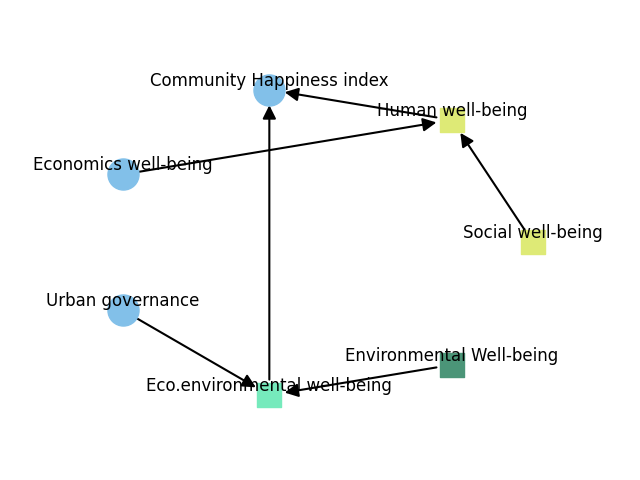 Community Happiness index
Human well-being
Economics well-being
Social well-being
Urban governance
Environmental Well-being
Eco.environmental well-being